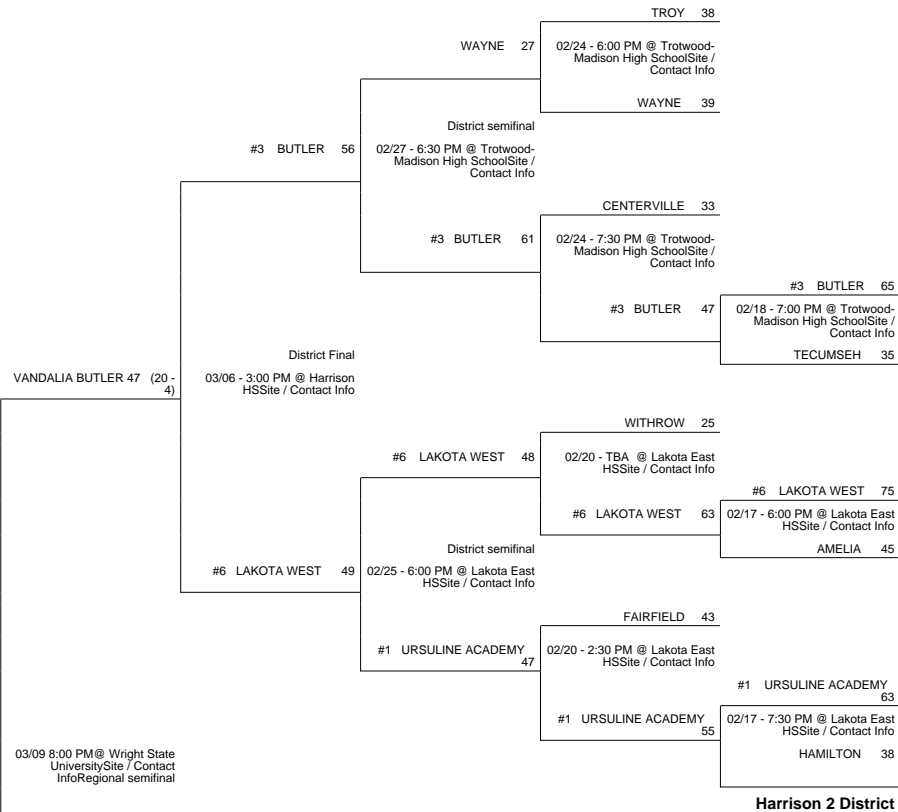 TROY 38
WAYNE 27
02/24 - 6:00 PM @ Trotwood-
Madison High SchoolSite /
Contact Info
WAYNE 39
District semifinal
#3 BUTLER 56
02/27 - 6:30 PM @ Trotwood-
Madison High SchoolSite /
Contact Info
CENTERVILLE 33
#3 BUTLER 61
02/24 - 7:30 PM @ Trotwood-
Madison High SchoolSite /
Contact Info
#3 BUTLER 65
#3 BUTLER 47
02/18 - 7:00 PM @ Trotwood-
Madison High SchoolSite /
Contact Info
TECUMSEH 35
District Final
VANDALIA BUTLER 47 (20 -
4)
03/06 - 3:00 PM @ Harrison
HSSite / Contact Info
WITHROW 25
#6 LAKOTA WEST 48
02/20 - TBA @ Lakota East
HSSite / Contact Info
#6 LAKOTA WEST 75
#6 LAKOTA WEST 63
02/17 - 6:00 PM @ Lakota East
HSSite / Contact Info
AMELIA 45
District semifinal
#6 LAKOTA WEST 49
02/25 - 6:00 PM @ Lakota East
HSSite / Contact Info
FAIRFIELD 43
#1 URSULINE ACADEMY
47
02/20 - 2:30 PM @ Lakota East
HSSite / Contact Info
#1 URSULINE ACADEMY
63
#1 URSULINE ACADEMY
55
02/17 - 7:30 PM @ Lakota East
HSSite / Contact Info
HAMILTON 38
03/09 8:00 PM@ Wright State
UniversitySite / Contact
InfoRegional semifinal
Harrison 2 District